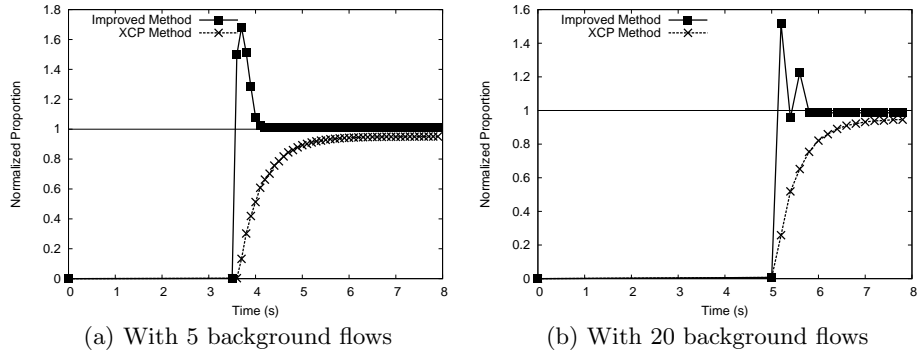 Improved Method
XCP Method
Normalized Proportion
1.8
1.6
1.4
1.2
1
0.8
0.6
0.4
0.2
0
0 1 2 3 4 5 6 7 8
Time (s)
(a) With 5 background flows
Improved Method
XCP Method
Normalized Proportion
1.6
1.4
1.2
1
0.8
0.6
0.4
0.2
0
0 1 2 3 4 5 6 7 8
Time (s)
(b) With 20 background flows